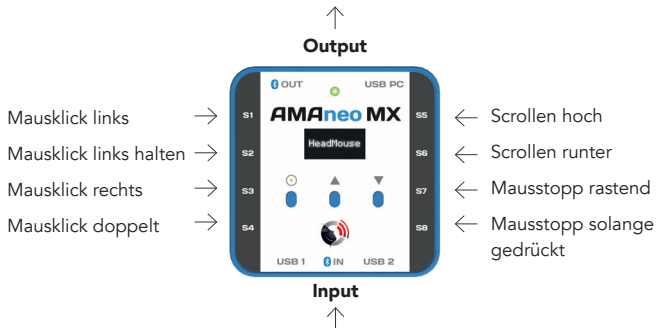 Output
OUT USB PC
Mausklick links S1 AMAneo MX S5 Scrollen hoch
HeadMouse
Mausklick links halten S2 S6 Scrollen runter
Mausklick rechts S3 S7 Mausstopp rastend
Mausklick doppelt S4 S8 Mausstopp solange
gedrückt
USB 1 IN USB 2
Input